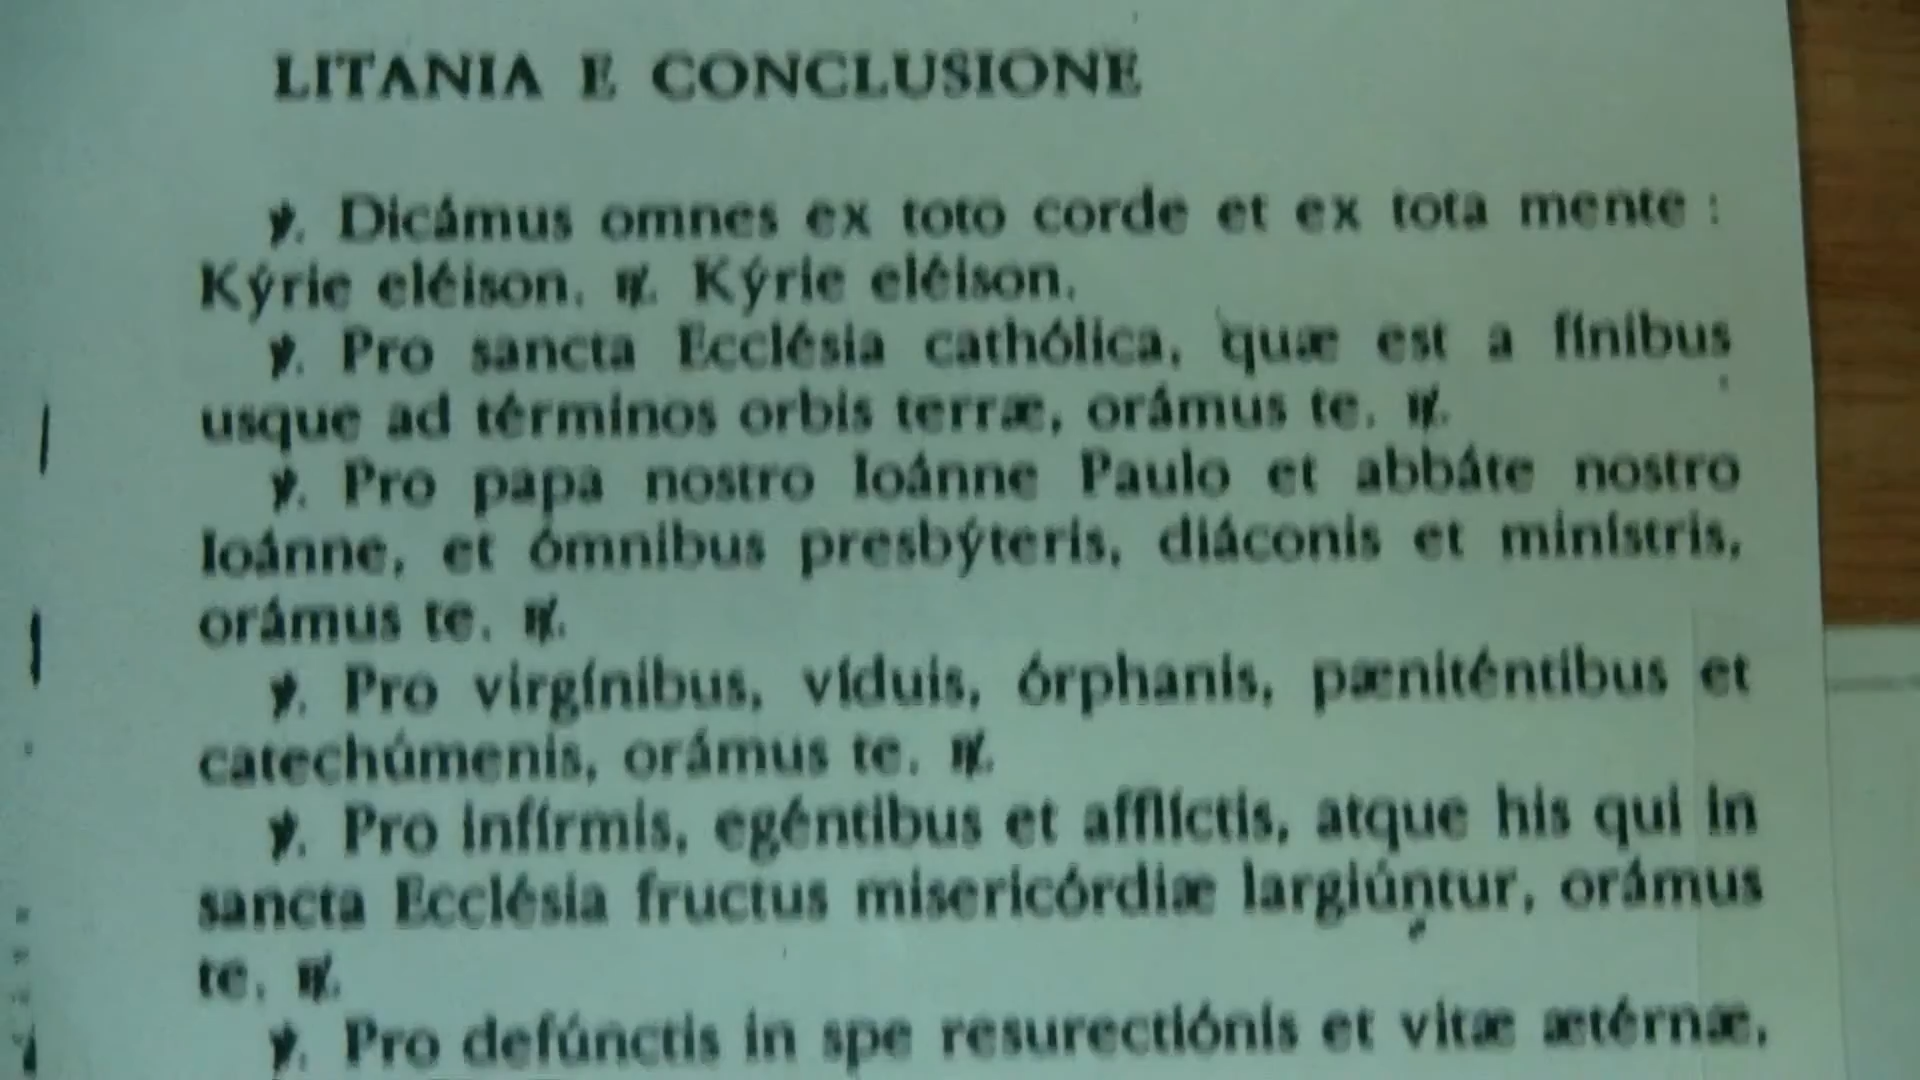 LITANIA E CONCLUSIONE
℣. Dicámus omnes ex toto corde et ex tota mente :
Kýrie eléison. ℟. Kýrie eléison.
℣. Pro sancta Ecclésia cathólica, quæ est a fínibus
usque ad términos orbis terræ, orámus te. ℟.
℣. Pro papa nostro Ioánne Paulo et abbáte nostro
Ioánne, et ómnibus presbýteris, diáconis et minístris,
orámus te. ℟.
℣. Pro virgínibus, víduis, órphanis, pæniténtibus et
catechúmenis, orámus te. ℟.
℣. Pro infírmis, egéntibus et afflíctis, atque his qui in
sancta Ecclésia fructus misericórdiæ largiúntur, orámus
te. ℟.
℣. Pro defúnctis in spe resurectiónis et vitæ ætérnæ,